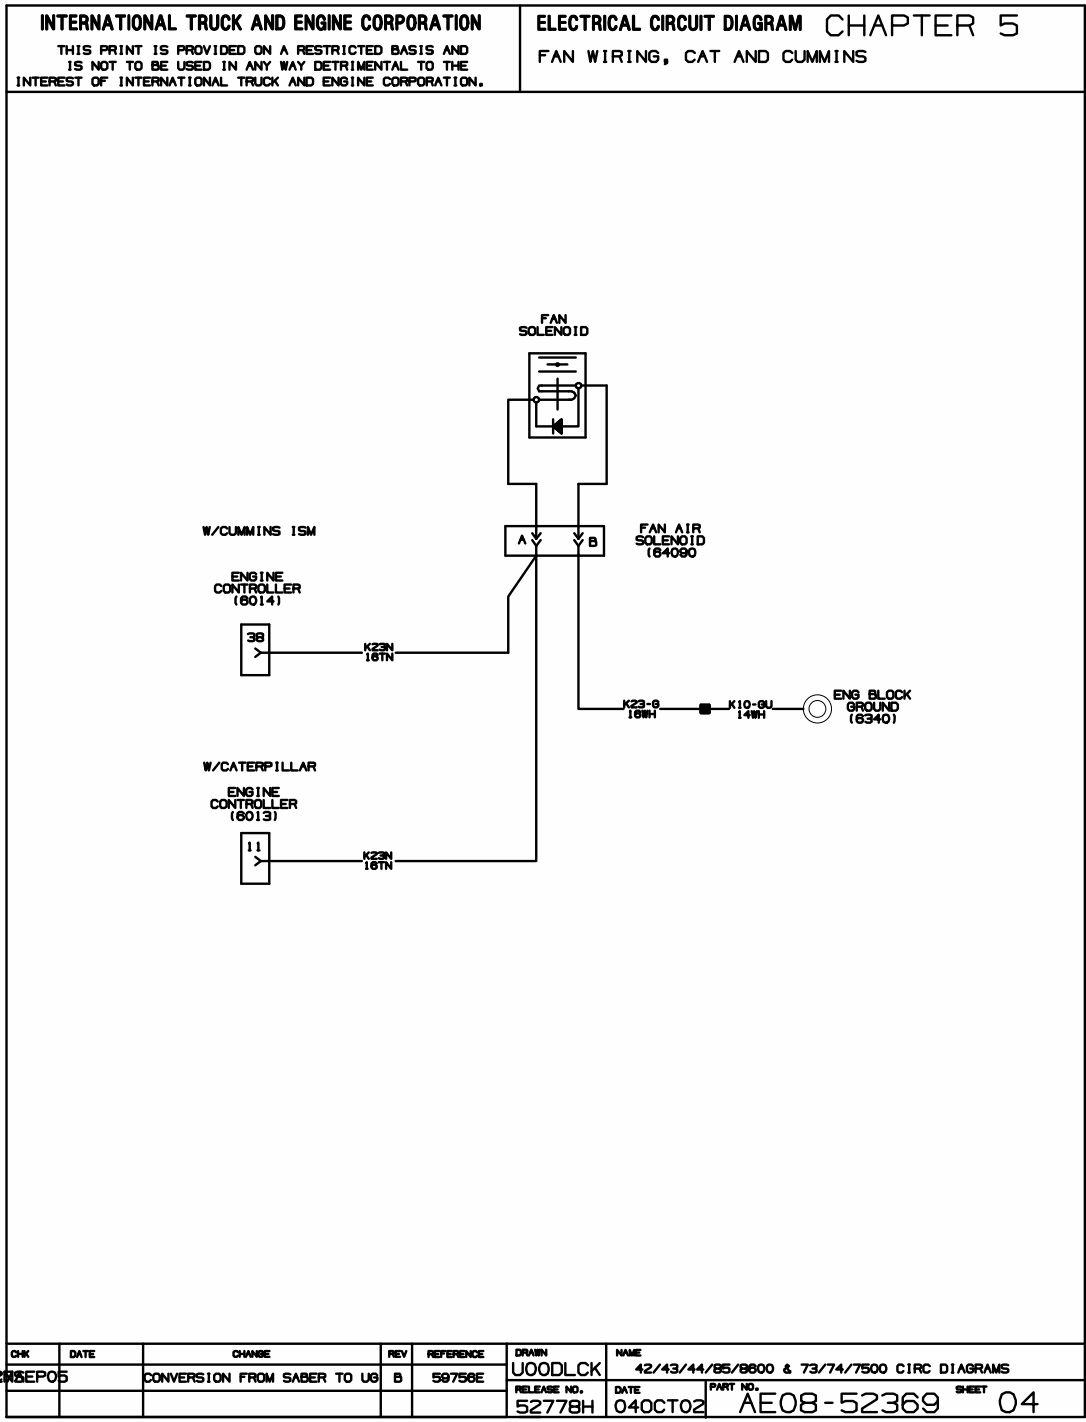 INTERNATIONAL TRUCK AND ENGINE CORPORATION
THIS PRINT IS PROVIDED ON A RESTRICTED BASIS AND
IS NOT TO BE USED IN ANY WAY DETRIMENTAL TO THE
INTEREST OF INTERNATIONAL TRUCK AND ENGINE CORPORATION.
ELECTRICAL CIRCUIT DIAGRAM CHAPTER 5
FAN WIRING, CAT AND CUMMINS
FAN
SOLENOID
W/CUMMINS ISM
A B
FAN AIR
SOLENOID
(64090
ENGINE
CONTROLLER
(6014)
38
K23N
16TN
K23-G
16WH
K10-GU
14WH
ENG BLOCK
GROUND
(6340)
W/CATERPILLAR
ENGINE
CONTROLLER
(6013)
11
K23N
16TN
CHK DATE CHANGE REV REFERENCE
CONVERSION FROM SABER TO UG B 59756E
DRAWN
UOODLCK
NAME
42/43/44/85/8600 & 73/74/7500 CIRC DIAGRAMS
RELEASE NO.
52778H
DATE
04OCT02
PART NO.
AE08-52369
SHEET
04